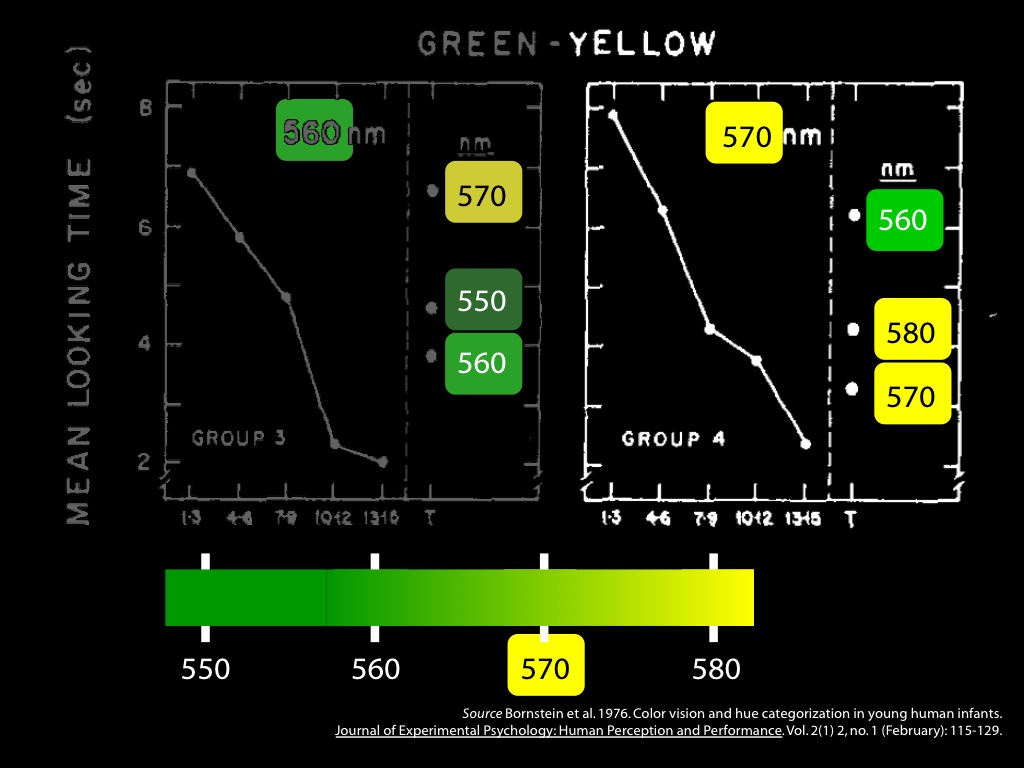 GREEN - YELLOW
MEAN LOOKING TIME (sec)
8
6
4
2
560 nm
nm
570
550
560
GROUP 3
1-3 4-6 7-9 10-12 13-15 T
570 nm
nm
560
580
570
GROUP 4
1-3 4-6 7-9 10-12 13-15 T
550 560 570 580
Source Bornstein et al. 1976. Color vision and hue categorization in young human infants.
Journal of Experimental Psychology: Human Perception and Performance. Vol. 2(1) 2, no. 1 (February): 115-129.